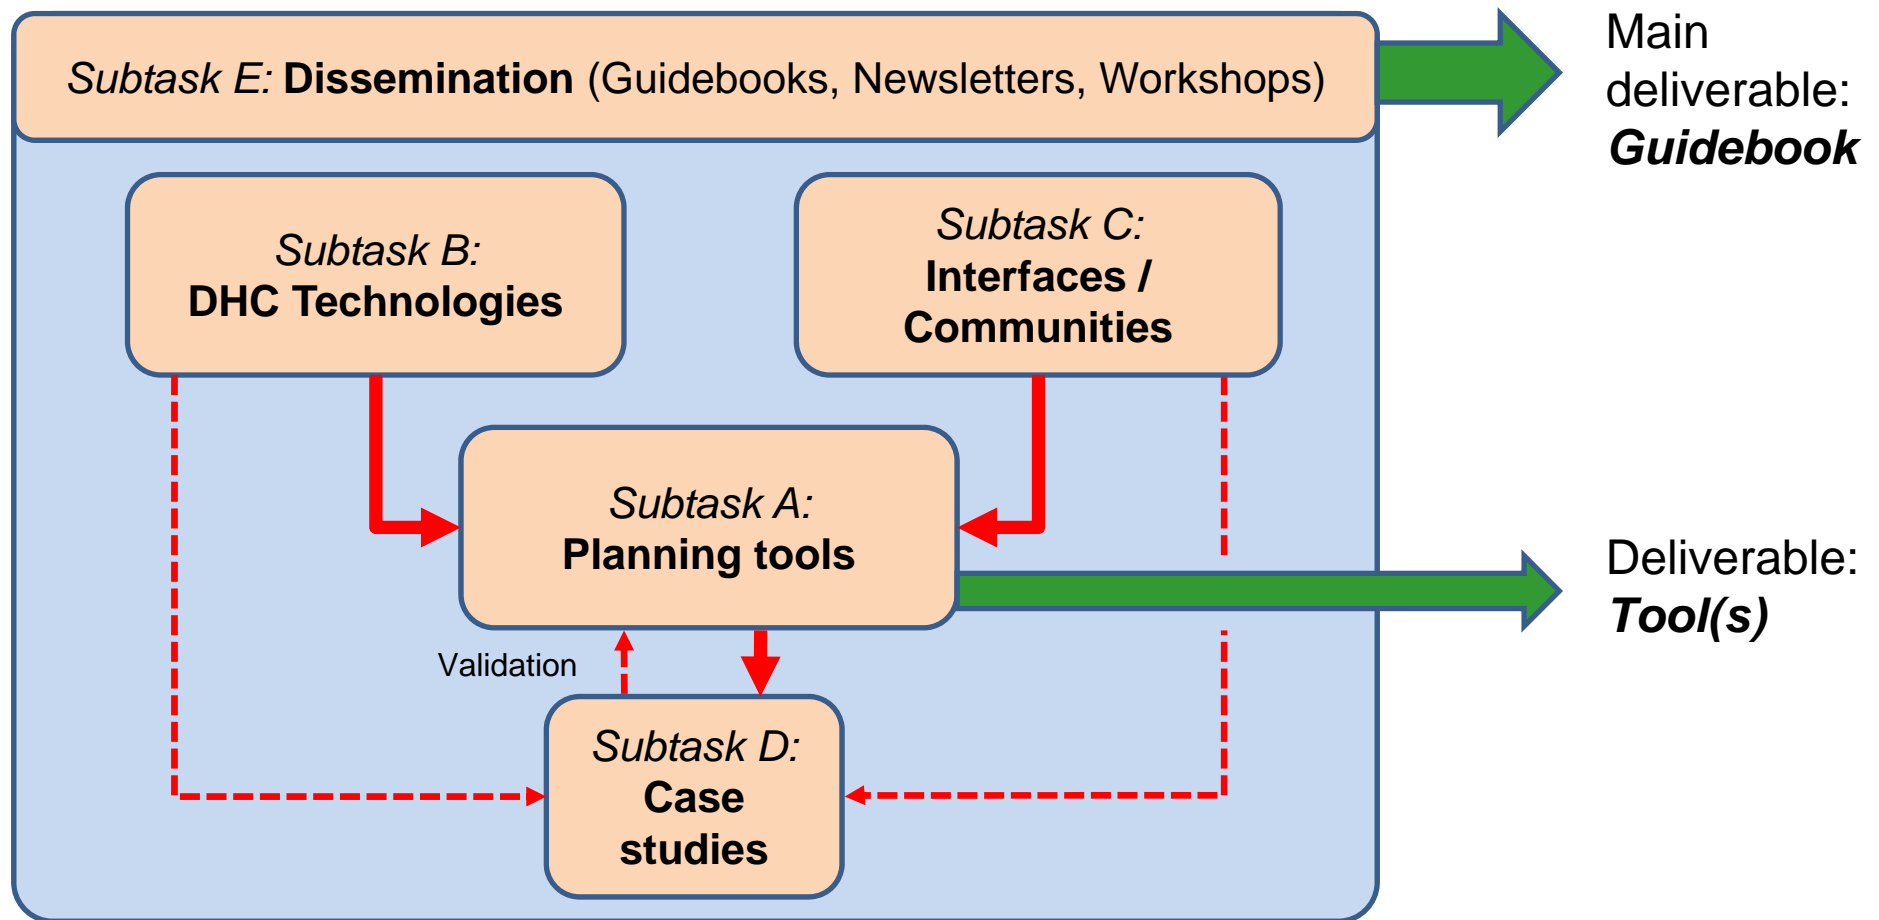 Subtask E: Dissemination (Guidebooks, Newsletters, Workshops)
Main
deliverable:
Guidebook
Subtask B:
DHC Technologies
Subtask C:
Interfaces /
Communities
Subtask A:
Planning tools
Deliverable:
Tool(s)
Validation
Subtask D:
Case
studies